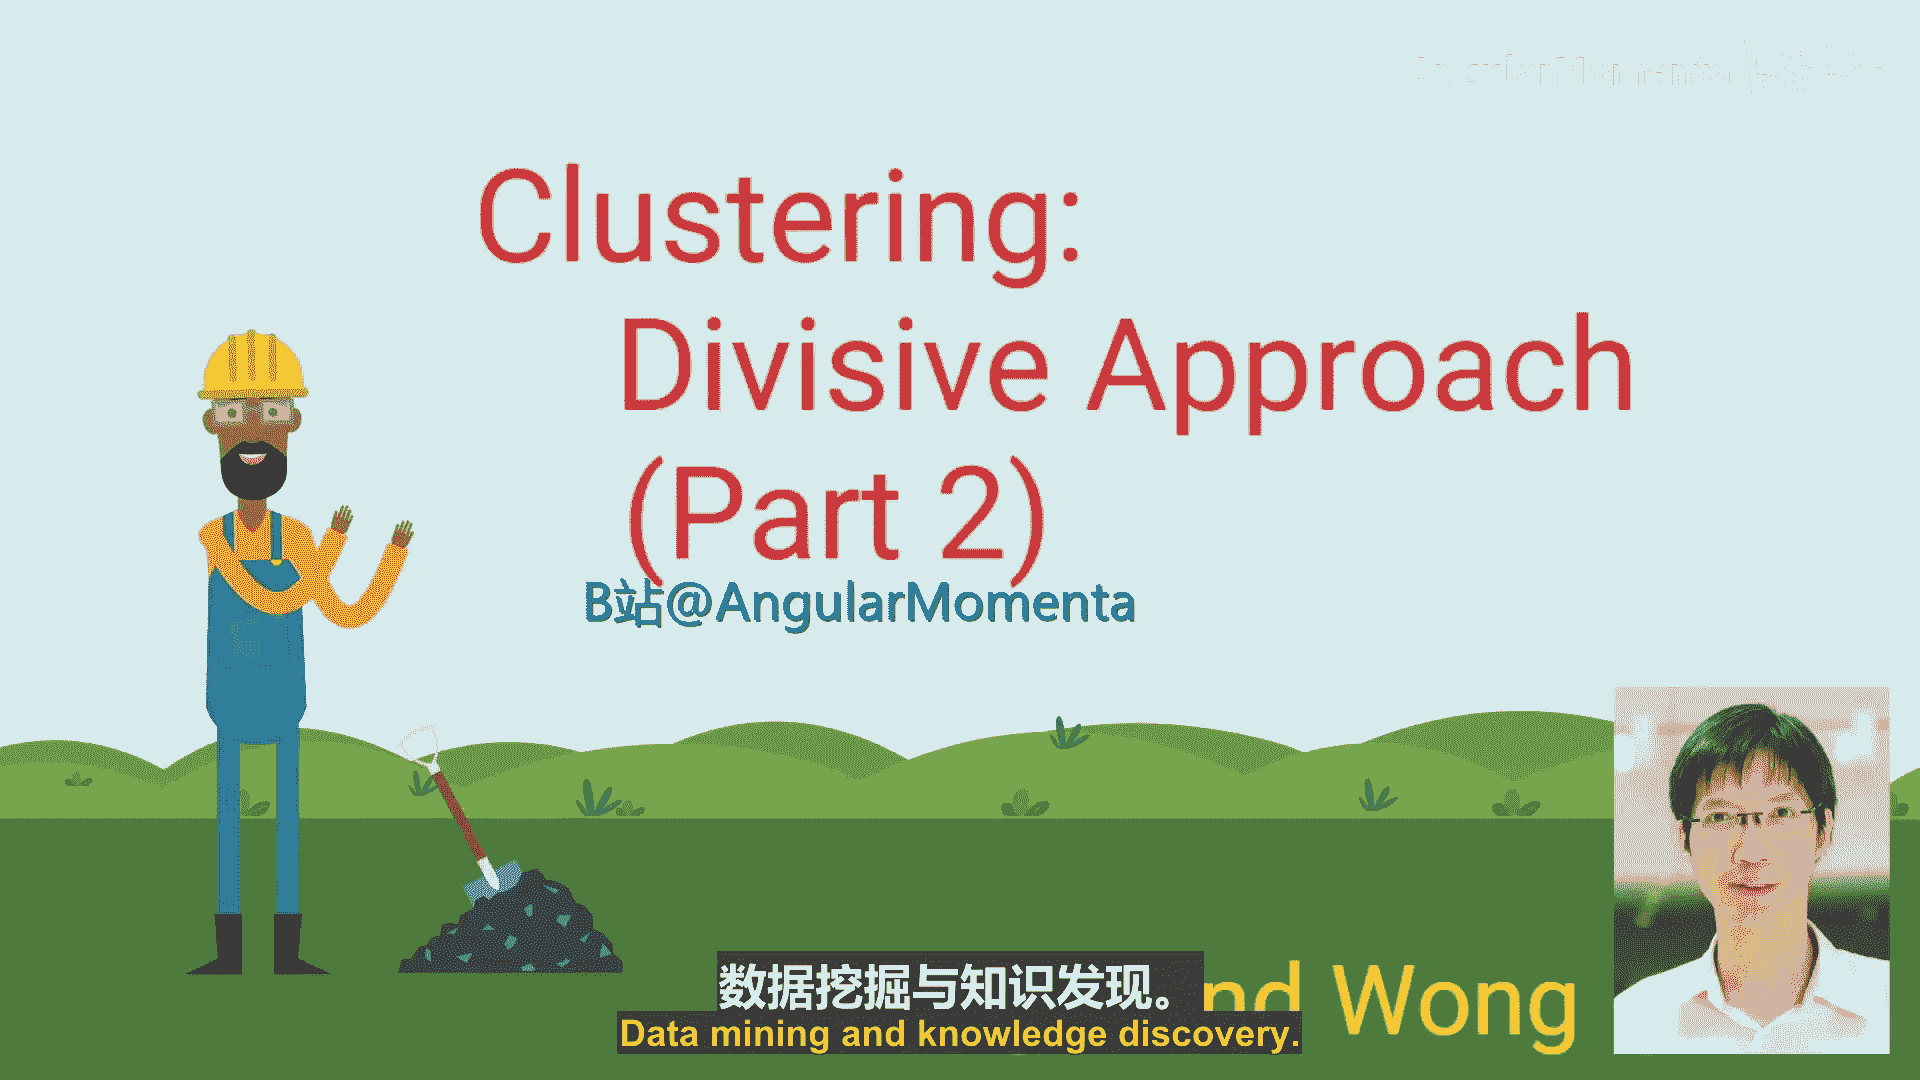 Clustering:
Divisive Approach
(Part 2)
B站@AngularMomenta
数据挖掘与知识发现。
Wong
Data mining and knowledge discovery.